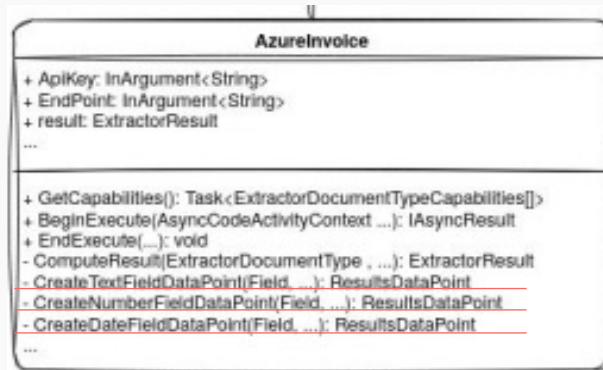 AzureInvoice
+ ApiKey: InArgument<String>
+ EndPoint: InArgument<String>
+ result: ExtractorResult
...
+ GetCapabilities(): Task<ExtractorDocumentTypeCapabilities[]>
+ BeginExecute(AsyncCodeActivityContext ...): IAsyncResult
+ EndExecute(...): void
- ComputeResult(ExtractorDocumentType , ...): ExtractorResult
- CreateTextFieldDataPoint(Field, ...): ResultsDataPoint
- CreateNumberFieldDataPoint(Field, ...): ResultsDataPoint
- CreateDateFieldDataPoint(Field, ...): ResultsDataPoint
...